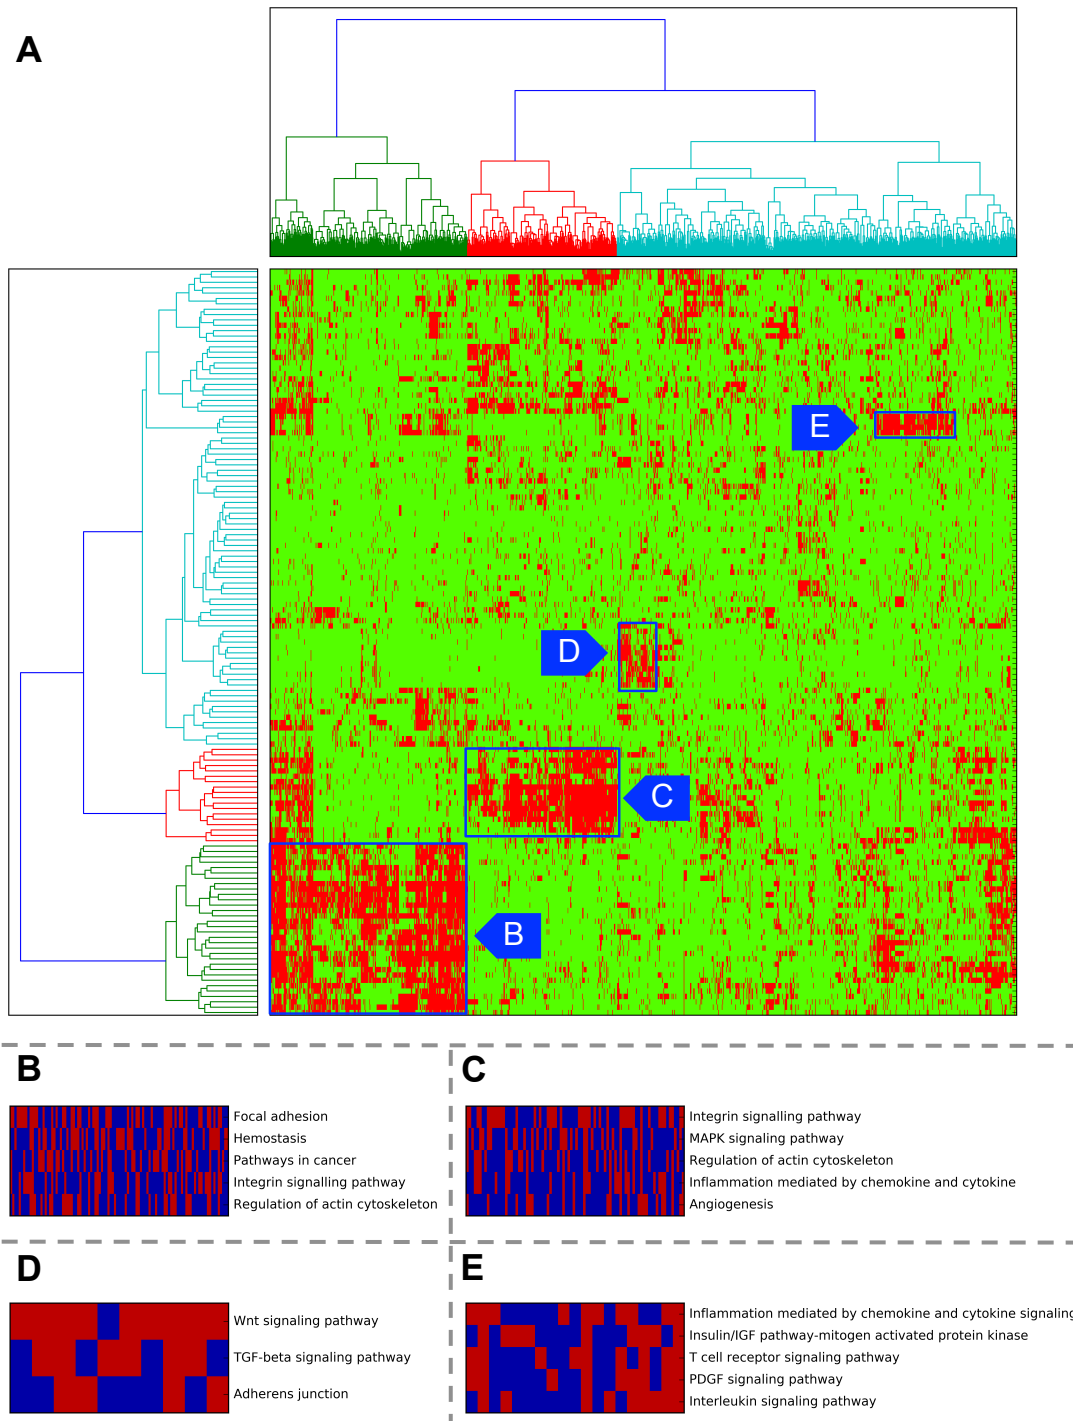 A
E
D
C
B
B
Focal adhesion
Hemostasis
Pathways in cancer
Integrin signalling pathway
Regulation of actin cytoskeleton
C
Integrin signalling pathway
MAPK signaling pathway
Regulation of actin cytoskeleton
Inflammation mediated by chemokine and cytokine
Angiogenesis
D
Wnt signaling pathway
TGF-beta signaling pathway
Adherens junction
E
Inflammation mediated by chemokine and cytokine signaling
Insulin/IGF pathway-mitogen activated protein kinase
T cell receptor signaling pathway
PDGF signaling pathway
Interleukin signaling pathway